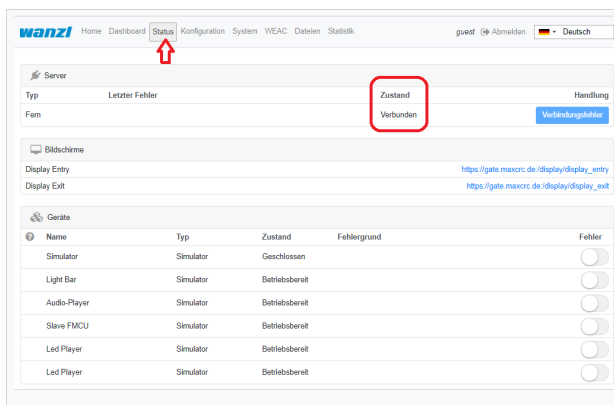 wanzl Home Dashboard Status Konfiguration System WEAC Dateien Statistik guest Abmelden Deutsch
Server
Typ Letzter Fehler Zustand Handlung
Fern Verbunden Verbindungsfehler
Bildschirme
Display Entry https://gate.maxcrc.de:/display/display_entry
Display Exit https://gate.maxcrc.de:/display/display_exit
Geräte
? Name Typ Zustand Fehlergrund Fehler
Simulator Simulator Geschlossen
Light Bar Simulator Betriebsbereit
Audio-Player Simulator Betriebsbereit
Slave FMCU Simulator Betriebsbereit
Led Player Simulator Betriebsbereit
Led Player Simulator Betriebsbereit